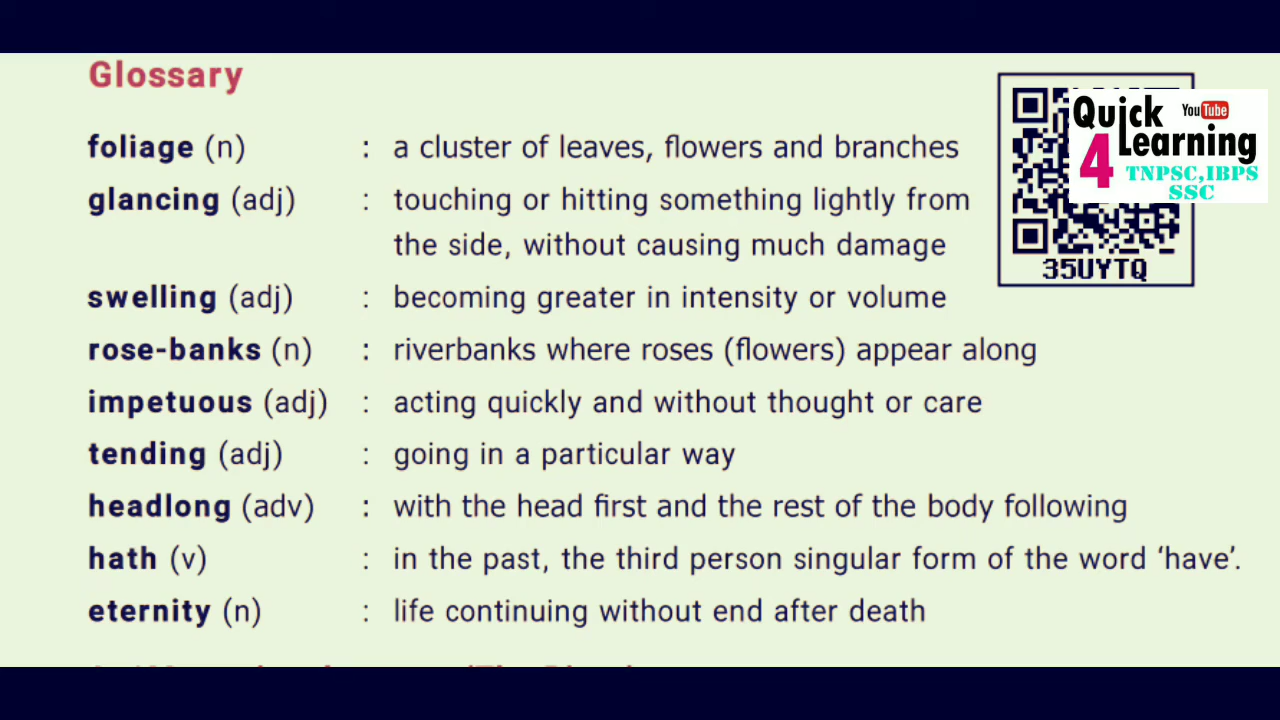 Glossary
foliage (n) : a cluster of leaves, flowers and branches
glancing (adj) : touching or hitting something lightly from
the side, without causing much damage
swelling (adj) : becoming greater in intensity or volume
rose-banks (n) : riverbanks where roses (flowers) appear along
impetuous (adj) : acting quickly and without thought or care
tending (adj) : going in a particular way
headlong (adv) : with the head first and the rest of the body following
hath (v) : in the past, the third person singular form of the word ‘have’.
eternity (n) : life continuing without end after death
Quick YouTube
4 Learning
TNPSC,IBPS
SSC
35UYTQ